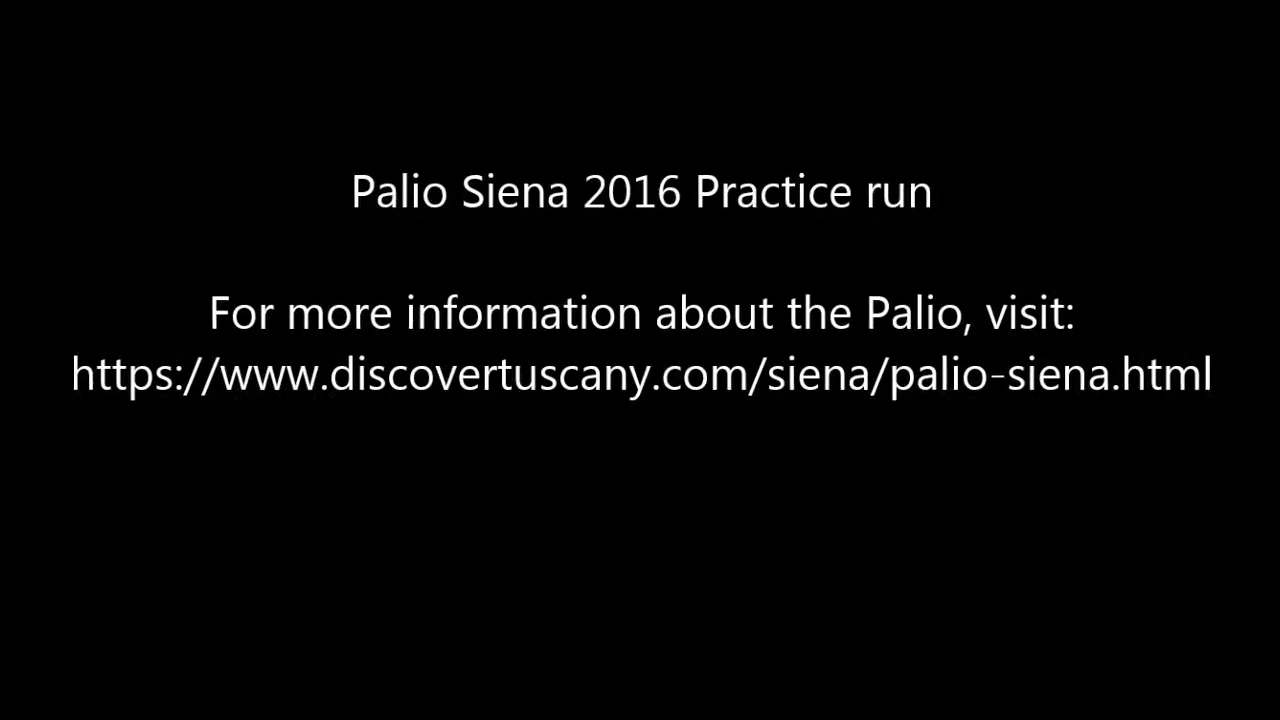 Palio Siena 2016 Practice run
For more information about the Palio, visit:
https://www.discovertuscany.com/siena/palio-siena.html